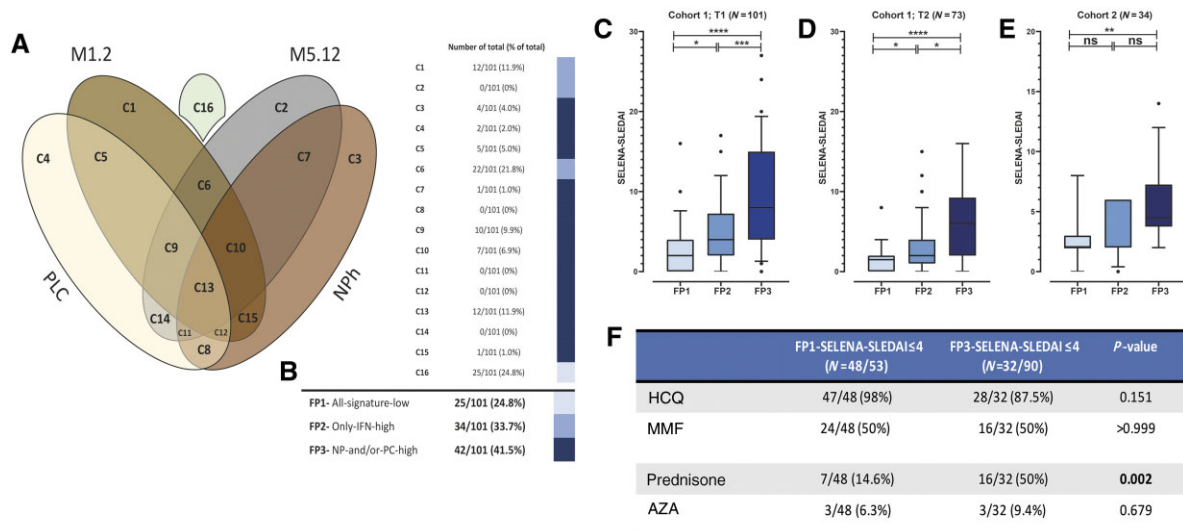 A
M1.2
M5.12
C1
C16
C2
C4
C5
C7
C3
C6
C9
C10
C13
C14
C11
C12
C15
C8
PLC
NPh
Number of total (% of total)
C1 12/101 (11.9%)
C2 0/101 (0%)
C3 4/101 (4.0%)
C4 2/101 (2.0%)
C5 5/101 (5.0%)
C6 22/101 (21.8%)
C7 1/101 (1.0%)
C8 0/101 (0%)
C9 10/101 (9.9%)
C10 7/101 (6.9%)
C11 0/101 (0%)
C12 0/101 (0%)
C13 12/101 (11.9%)
C14 0/101 (0%)
C15 1/101 (1.0%)
C16 25/101 (24.8%)
B
FP1- All-signature-low 25/101 (24.8%)
FP2- Only-IFN-high 34/101 (33.7%)
FP3- NP-and/or-PC-high 42/101 (41.5%)
C
Cohort 1; T1 (N=101)
SELENA-SLEDAI
30
20
10
0
****
* ***
FP1 FP2 FP3
D
Cohort 1; T2 (N=73)
SELENA-SLEDAI
30
20
10
0
****
* *
FP1 FP2 FP3
E
Cohort 2 (N=34)
SELENA-SLEDAI
20
15
10
5
0
**
ns ns
FP1 FP2 FP3
F
FP1-SELENA-SLEDAI≤4 FP3-SELENA-SLEDAI ≤4 P-value
(N=48/53) (N=32/90)
HCQ 47/48 (98%) 28/32 (87.5%) 0.151
MMF 24/48 (50%) 16/32 (50%) >0.999
Prednisone 7/48 (14.6%) 16/32 (50%) 0.002
AZA 3/48 (6.3%) 3/32 (9.4%) 0.679